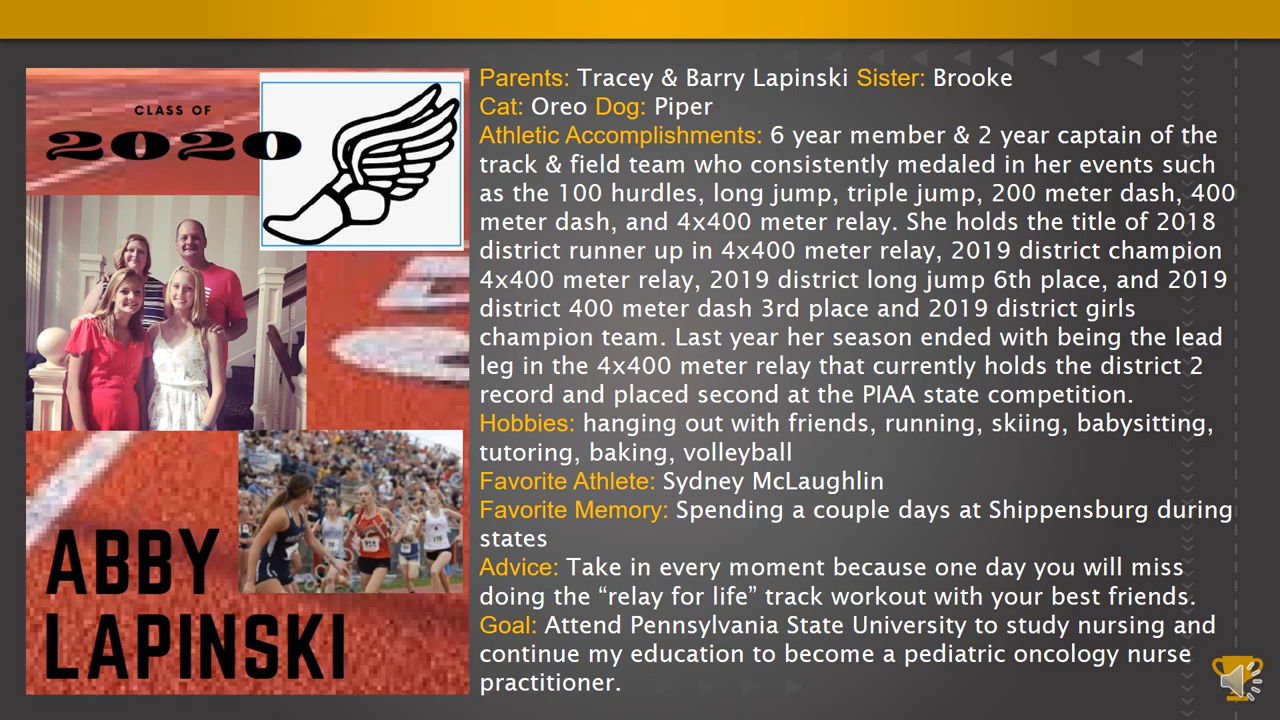 CLASS OF
2020
ABBY
LAPINSKI
Parents: Tracey & Barry Lapinski Sister: Brooke
Cat: Oreo Dog: Piper
Athletic Accomplishments: 6 year member & 2 year captain of the
track & field team who consistently medaled in her events such
as the 100 hurdles, long jump, triple jump, 200 meter dash, 400
meter dash, and 4x400 meter relay. She holds the title of 2018
district runner up in 4x400 meter relay, 2019 district champion
4x400 meter relay, 2019 district long jump 6th place, and 2019
district 400 meter dash 3rd place and 2019 district girls
champion team. Last year her season ended with being the lead
leg in the 4x400 meter relay that currently holds the district 2
record and placed second at the PIAA state competition.
Hobbies: hanging out with friends, running, skiing, babysitting,
tutoring, baking, volleyball
Favorite Athlete: Sydney McLaughlin
Favorite Memory: Spending a couple days at Shippensburg during
states
Advice: Take in every moment because one day you will miss
doing the “relay for life” track workout with your best friends.
Goal: Attend Pennsylvania State University to study nursing and
continue my education to become a pediatric oncology nurse
practitioner.